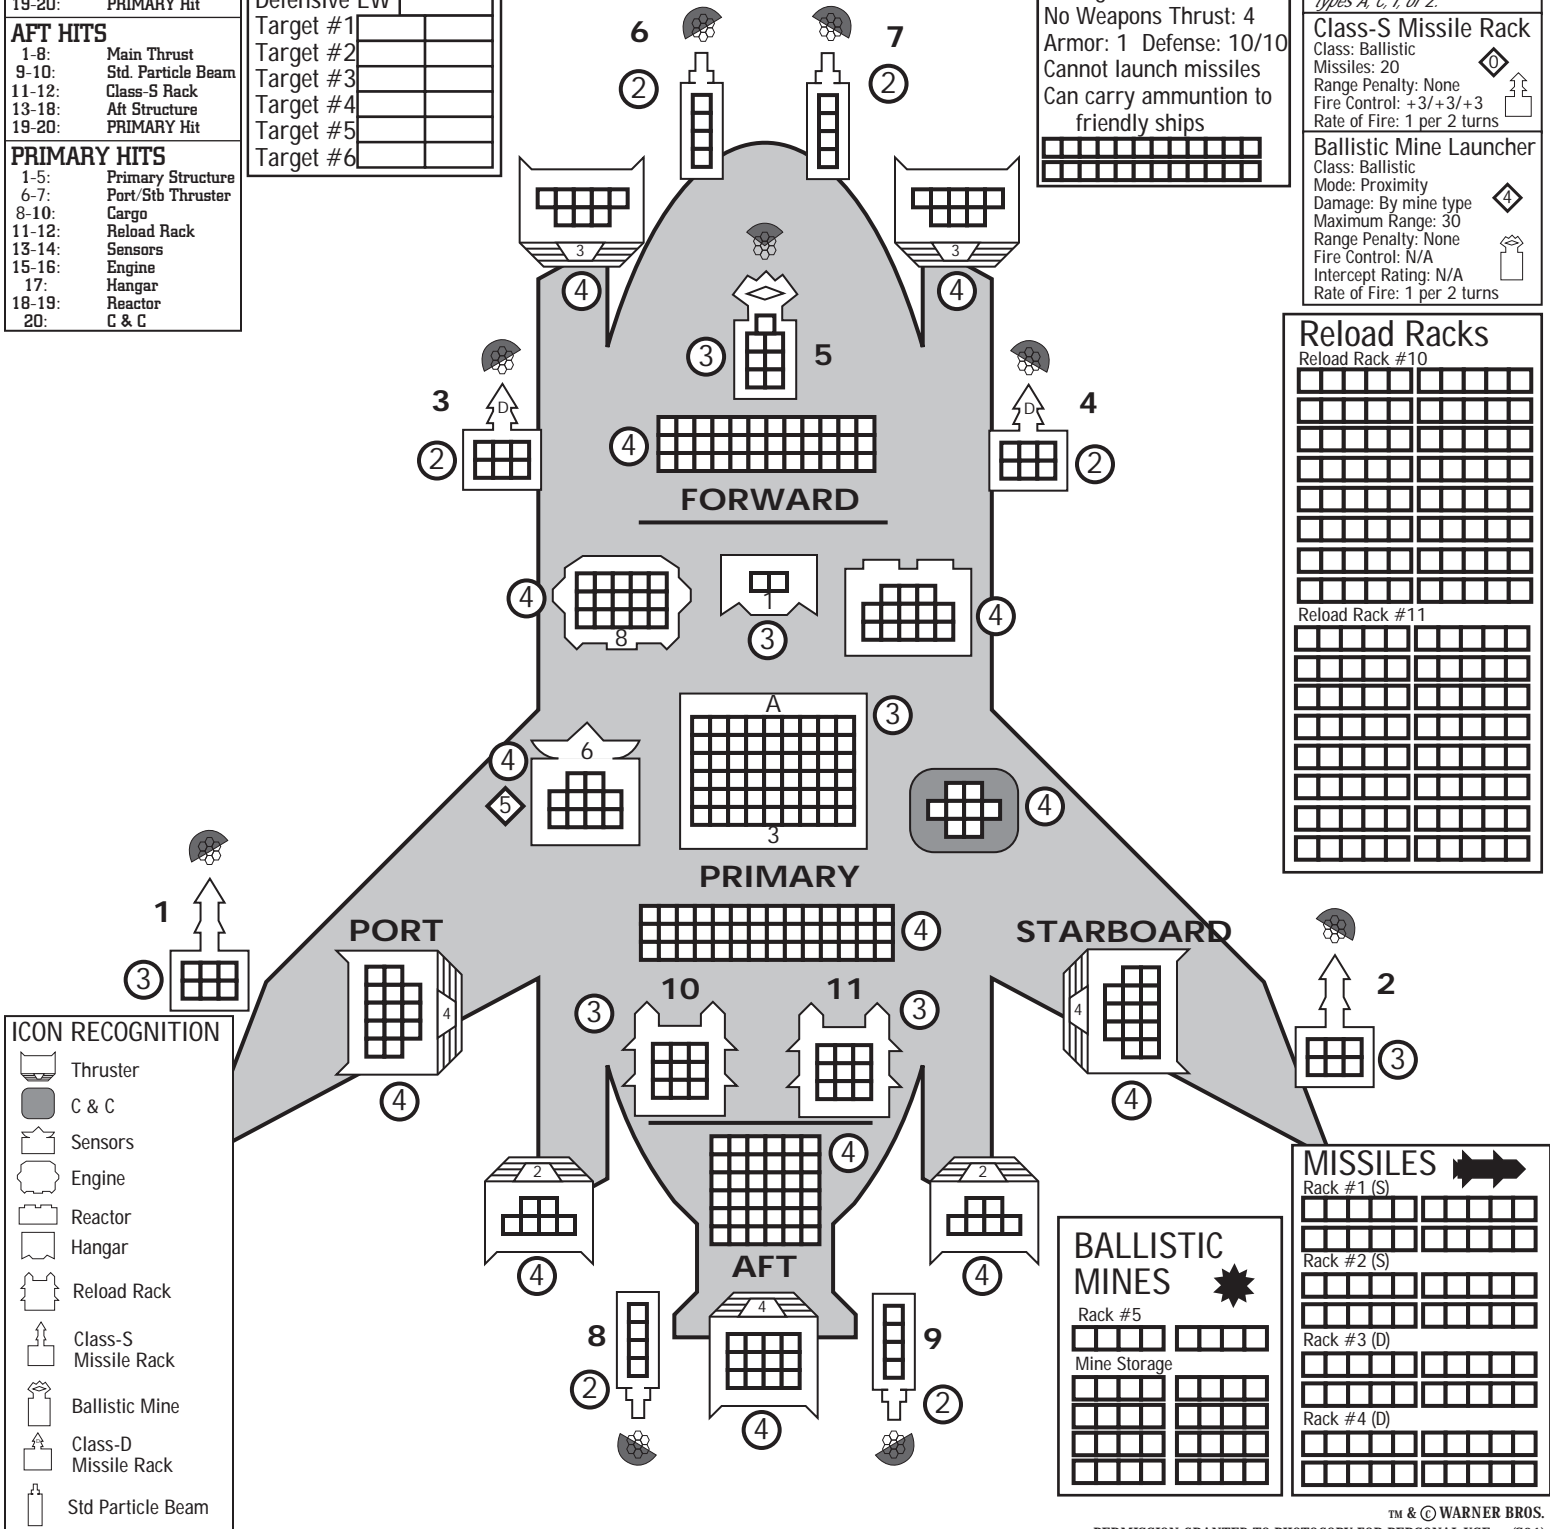 19-20: PRIMARY Hit
AFT HITS
1-8: Main Thrust
9-10: Std. Particle Beam
11-12: Class-S Rack
13-18: Aft Structure
19-20: PRIMARY Hit
PRIMARY HITS
1-5: Primary Structure
6-7: Port/Stb Thruster
8-10: Cargo
11-12: Reload Rack
13-14: Sensors
15-16: Engine
17: Hangar
18-19: Reactor
20: C & C
Defensive EW
Target #1
Target #2
Target #3
Target #4
Target #5
Target #6
No Weapons Thrust: 4
Armor: 1 Defense: 10/10
Cannot launch missiles
Can carry ammuntion to
friendly ships
types A, C, F, or 2.
Class-S Missile Rack
Class: Ballistic
Missiles: 20
Range Penalty: None
Fire Control: +3/+3/+3
Rate of Fire: 1 per 2 turns
0
Ballistic Mine Launcher
Class: Ballistic
Mode: Proximity
Damage: By mine type
Maximum Range: 30
Range Penalty: None
Fire Control: N/A
Intercept Rating: N/A
Rate of Fire: 1 per 2 turns
4
Reload Racks
Reload Rack #10
Reload Rack #11
6
7
2
2
3
3
4
4
3
5
3
D
2
4
D
2
4
FORWARD
4
8
1
3
4
A
3
3
4
6
5
4
PRIMARY
4
1
3
PORT
4
4
STARBOARD
4
4
2
3
10
3
11
3
4
2
4
2
4
AFT
4
4
8
2
9
2
ICON RECOGNITION
Thruster
C & C
Sensors
Engine
Reactor
Hangar
Reload Rack
Class-S
Missile Rack
Ballistic Mine
Class-D
Missile Rack
Std Particle Beam
BALLISTIC
MINES
Rack #5
Mine Storage
MISSILES
Rack #1 (S)
Rack #2 (S)
Rack #3 (D)
Rack #4 (D)
TM & © WARNER BROS.